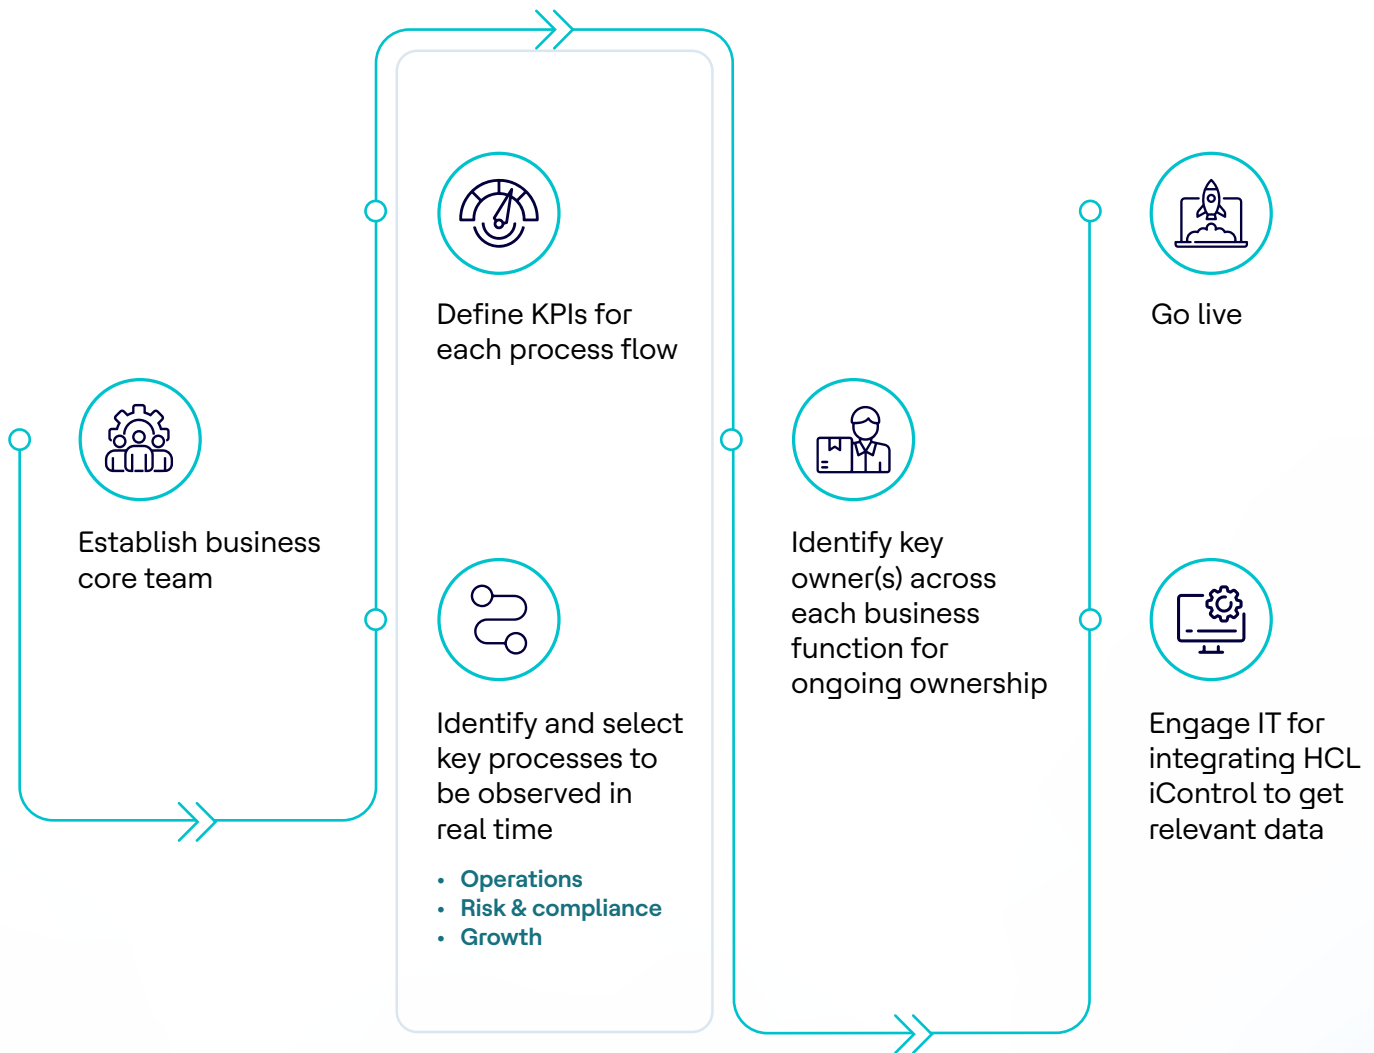 Establish business
core team
Define KPIs for
each process flow
Identify and select
key processes to
be observed in
real time
• Operations
• Risk & compliance
• Growth
Identify key
owner(s) across
each business
function for
ongoing ownership
Go live
Engage IT for
integrating HCL
iControl to get
relevant data